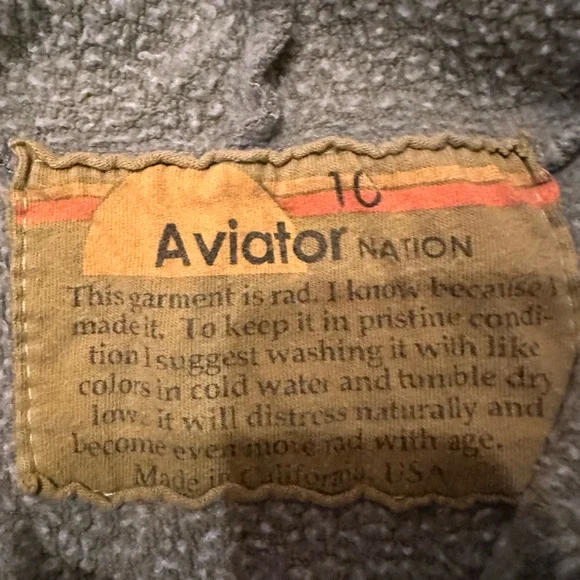 10
Aviator NATION
This garment is rad. I know because I
made it. To keep it in pristine condi-
tion I suggest washing it with like
colors in cold water and tumble dry
low. it will distress naturally and
become even more rad with age.
Made in California, USA